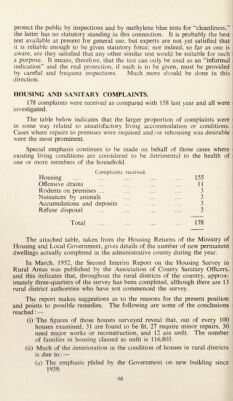 protect the public by inspections and by methylene blue tests for "cleanliness,"
the latter has no statutory standing in this connection. It is probably the best
test available at present for general use, but experts are not yet satisfied that
it is reliable enough to be given statutory force; nor indeed, so far as one is
aware, are they satisfied that any other similar test would be suitable for such
a purpose. It means, therefore, that the test can only be used as an "informal
indication" and the real protection, if such is to be given, must be provided
by careful and frequent inspections. Much more should be done in this
direction.
HOUSING AND SANITARY COMPLAINTS.
178 complaints were received as compared with 158 last year and all were
investigated.
The table below indicates that the larger proportion of complaints were
in some way related to unsatisfactory living accommodation or conditions.
Cases where repairs to premises were required and/or rehousing was desirable
were the most prominent.
Special emphasis continues to be made on behalf of those cases where
existing living conditions are considered to be detrimental to the health of
one or more members of the household.
Complaints received.
Housing ... ... ... ... 155
Offensive drains ... ... ... 11
Rodents on premises ... ... ... 3
Nuisances by animals ... ... ... 3
Accumulations and deposits ... ... 3
Refuse disposal ... ... ... 3
Total ... ... ... 178
The attached table, taken from the Housing Returns of the Ministry of
Housing and Local Government, gives details of the number of new permanent
dwellings actually completed in the administrative county during the year.
In March, 1952, the Second Interim Report on the Housing Survey in
Rural Areas was published by the Association of County Sanitary Officers,
and this indicates that, throughout the rural districts of the country, approx-
imately three-quarters of the survey has been completed, although there are 13
rural district authorities who have not commenced the survey.
The report makes suggestions as to the reasons for the present position
and points to possible remedies. The following are some of the conclusions
reached:—
(i) The figures of those houses surveyed reveal that, out of every 100
houses examined, 31 are found to be fit, 27 require minor repairs, 30
need major works or reconstruction, and 12 are unfit. The number
of families in housing classed as unfit is 116,803.
(ii) Much of the deterioration in the condition of houses in rural districts
is due to:—
(a) The emphasis placed by Government on new building since
1939.
66